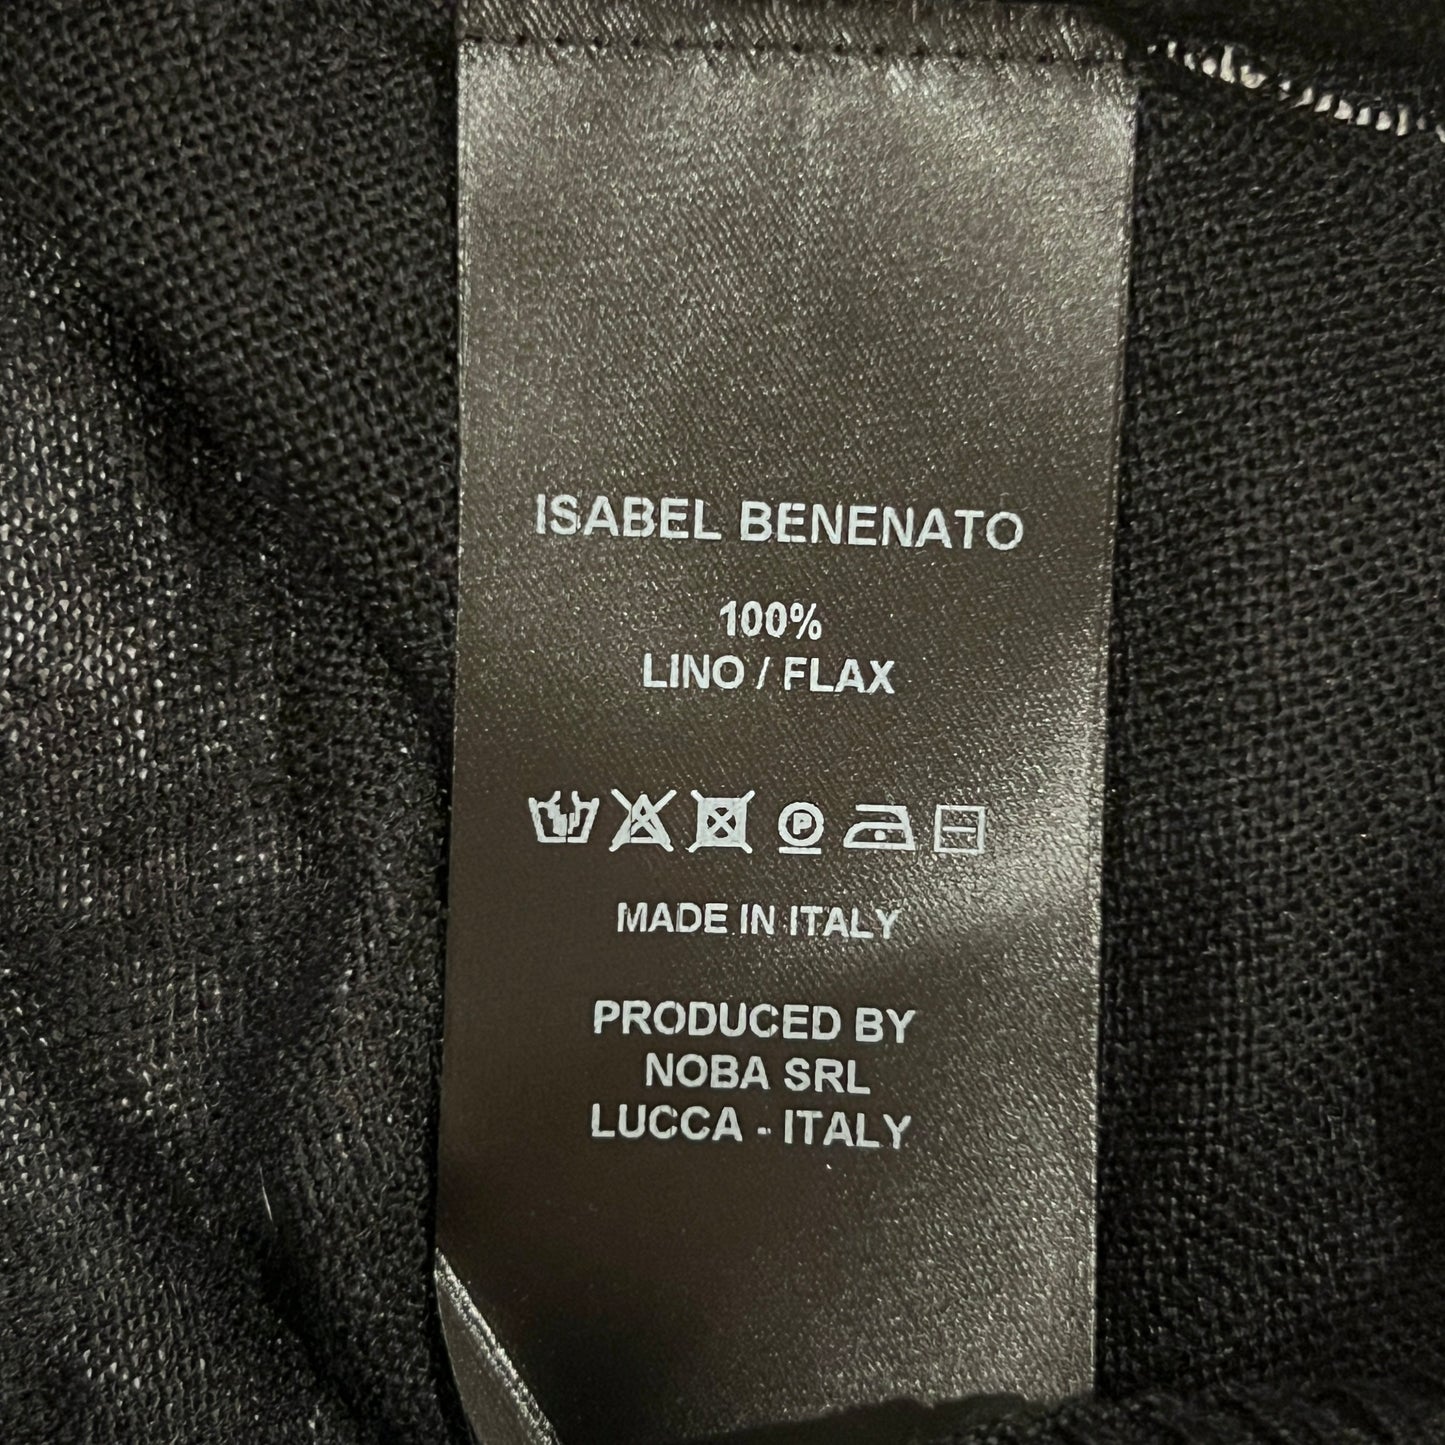 ISABEL BENENATO
100%
LINO / FLAX
P
MADE IN ITALY
PRODUCED BY
NOBA SRL
LUCCA - ITALY